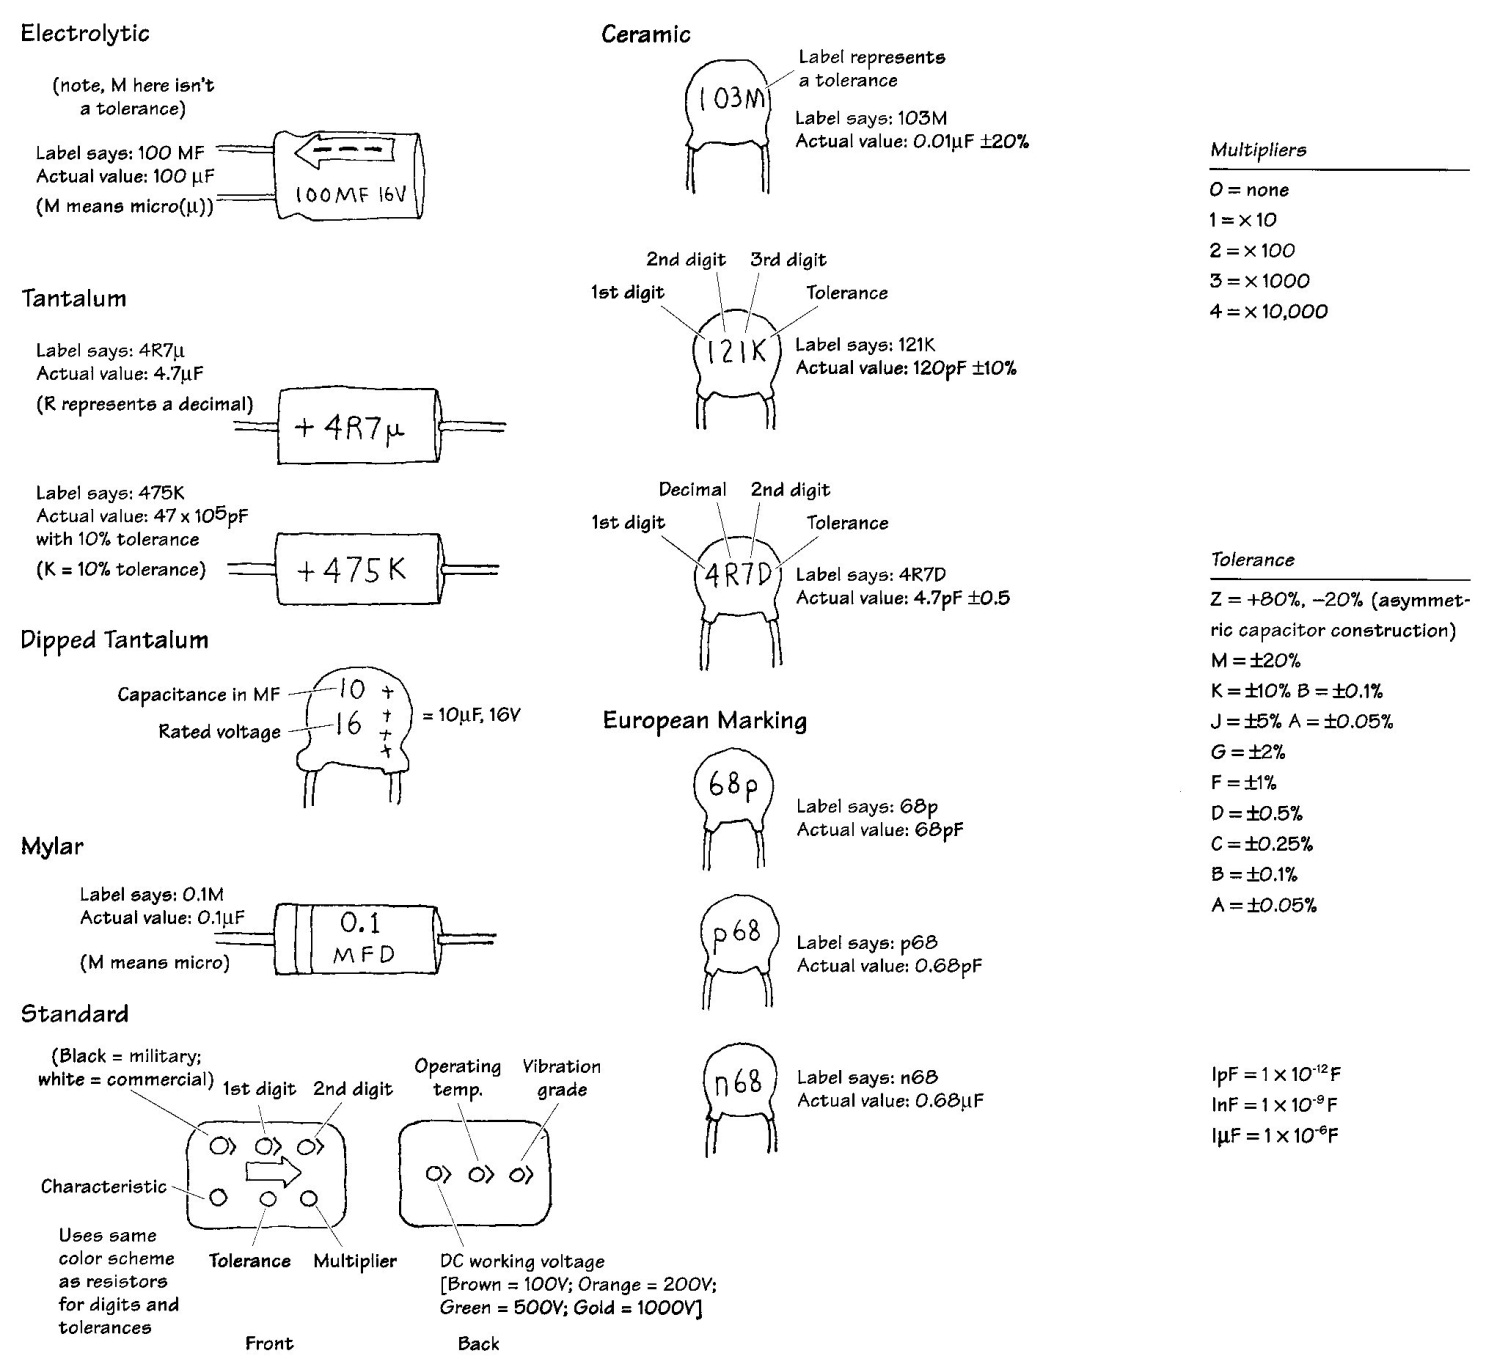 Electrolytic
(note, M here isn't
a tolerance)
Label says: 100 MF
Actual value: 100 µF
(M means micro(µ))
100MF 16V
Tantalum
Label says: 4R7µ
Actual value: 4.7µF
(R represents a decimal)
+ 4R7µ
Label says: 475K
Actual value: 47 x 105pF
with 10% tolerance
(K = 10% tolerance)
+475K
Dipped Tantalum
Capacitance in MF
Rated voltage
10 +
16 +
+
+
= 10µF, 16V
Mylar
Label says: 0.1M
Actual value: 0.1µF
(M means micro)
0.1
MFD
Standard
(Black = military;
white = commercial)
1st digit
2nd digit
Characteristic
Uses same
color scheme
as resistors
for digits and
tolerances
Tolerance
Multiplier
Front
Operating
temp.
Vibration
grade
DC working voltage
[Brown = 100V; Orange = 200V;
Green = 500V; Gold = 1000V]
Back
Ceramic
103M
Label represents
a tolerance
Label says: 103M
Actual value: 0.01µF ±20%
2nd digit
3rd digit
1st digit
Tolerance
121K
Label says: 121K
Actual value: 120pF ±10%
Decimal
2nd digit
1st digit
Tolerance
4R7D
Label says: 4R7D
Actual value: 4.7pF ±0.5
European Marking
68p
Label says: 68p
Actual value: 68pF
p68
Label says: p68
Actual value: 0.68pF
n68
Label says: n68
Actual value: 0.68µF
Multipliers
0 = none
1 = × 10
2 = × 100
3 = × 1000
4 = × 10,000
Tolerance
Z = +80%, −20% (asymmet-
ric capacitor construction)
M = ±20%
K = ±10% B = ±0.1%
J = ±5% A = ±0.05%
G = ±2%
F = ±1%
D = ±0.5%
C = ±0.25%
B = ±0.1%
A = ±0.05%
1pF = 1 × 10⁻¹²F
1nF = 1 × 10⁻⁹F
1µF = 1 × 10⁻⁶F